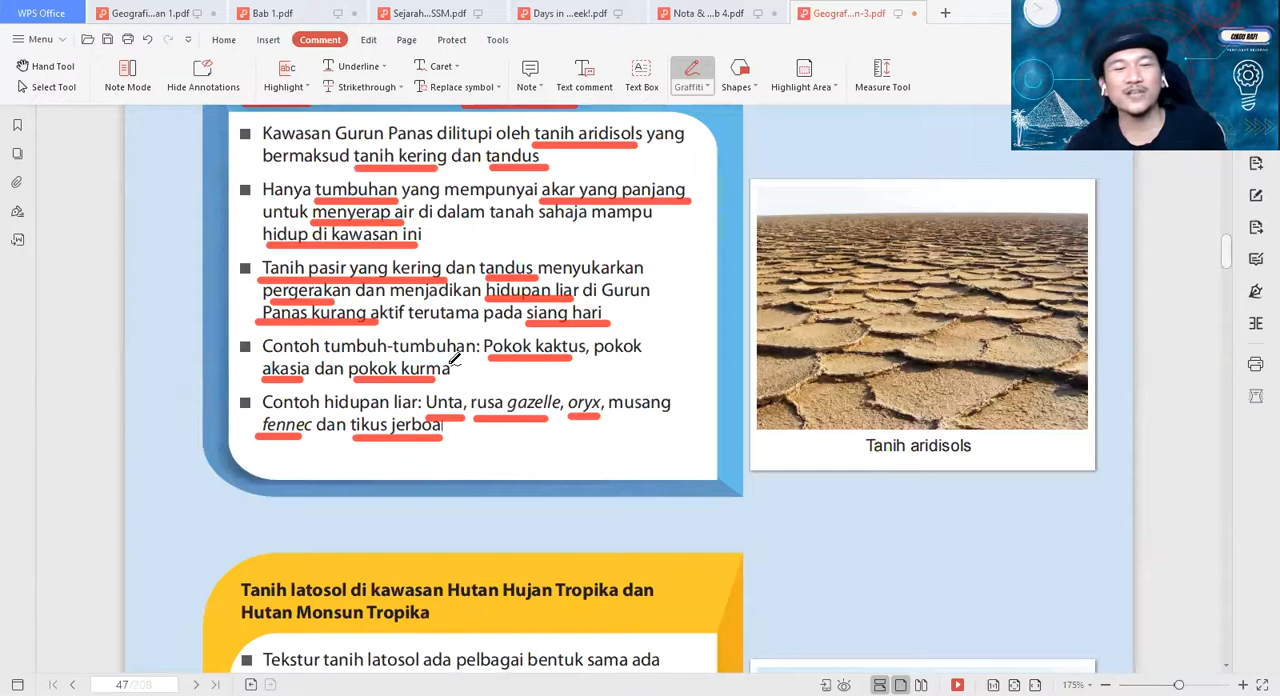 Geografi...an 1.pdf
Bab 1.pdf
Sejarah...SSM.pdf
Days in ...eek!.pdf
Nota & ...b 4.pdf
Geograf...n-3.pdf
WPS Office
Menu
Home
Insert
Comment
Edit
Page
Protect
Tools
Hand Tool
Select Tool
Note Mode
Hide Annotations
Highlight
Underline
Strikethrough
Caret
Replace symbol
Note
Text comment
Text Box
Graffiti
Shapes
Highlight Area
Measure Tool
Kawasan Gurun Panas dilitupi oleh tanih aridisols yang
bermaksud tanih kering dan tandus
Hanya tumbuhan yang mempunyai akar yang panjang
untuk menyerap air di dalam tanah sahaja mampu
hidup di kawasan ini
Tanih pasir yang kering dan tandus menyukarkan
pergerakan dan menjadikan hidupan liar di Gurun
Panas kurang aktif terutama pada siang hari
Contoh tumbuh-tumbuhan: Pokok kaktus, pokok
akasia dan pokok kurma
Contoh hidupan liar: Unta, rusa gazelle, oryx, musang
fennec dan tikus jerboa
Tanih aridisols
Tanih latosol di kawasan Hutan Hujan Tropika dan
Hutan Monsun Tropika
Tekstur tanih latosol ada pelbagai bentuk sama ada
47/208
175%